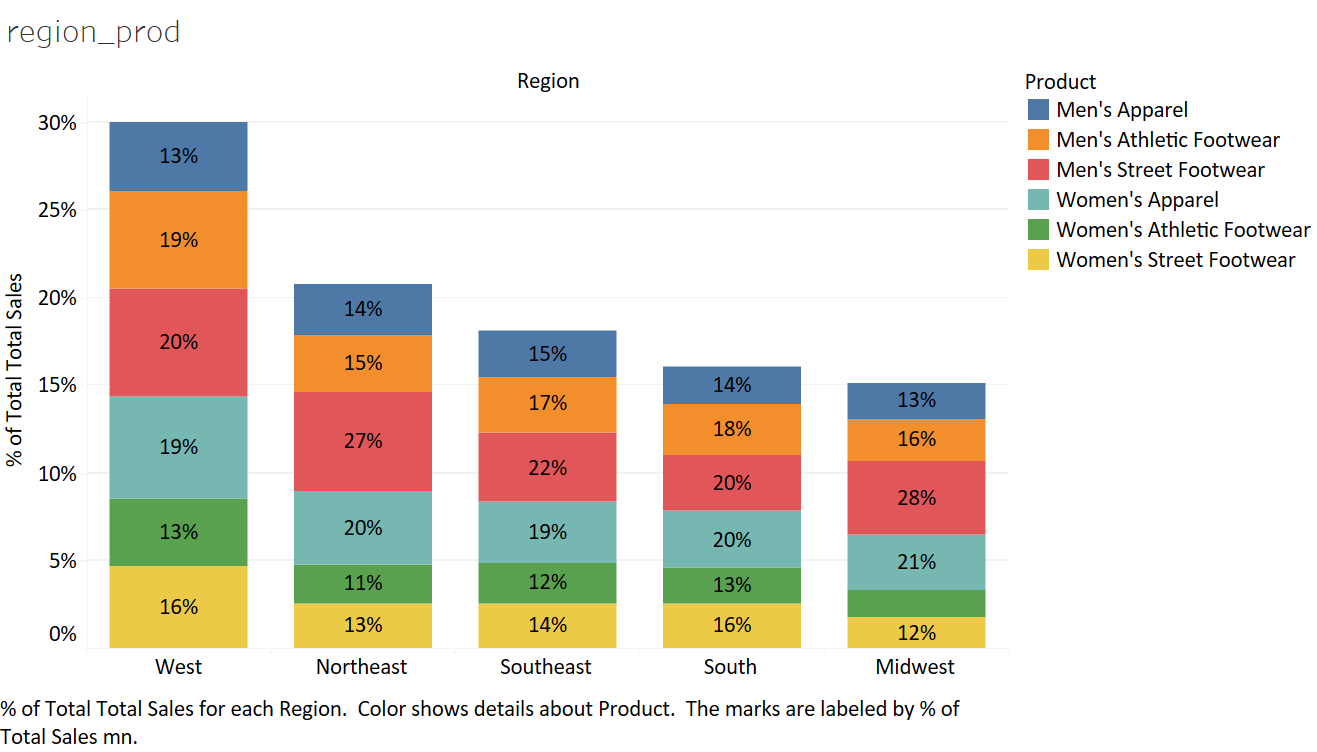 region_prod
Region
Product
Men's Apparel
Men's Athletic Footwear
Men's Street Footwear
Women's Apparel
Women's Athletic Footwear
Women's Street Footwear
% of Total Total Sales
30%
25%
20%
15%
10%
5%
0%
13%
19%
20%
19%
13%
16%
14%
15%
27%
20%
11%
13%
15%
17%
22%
19%
12%
14%
14%
18%
20%
20%
13%
16%
13%
16%
28%
21%
12%
West Northeast Southeast South Midwest
% of Total Total Sales for each Region. Color shows details about Product. The marks are labeled by % of
Total Sales mn.